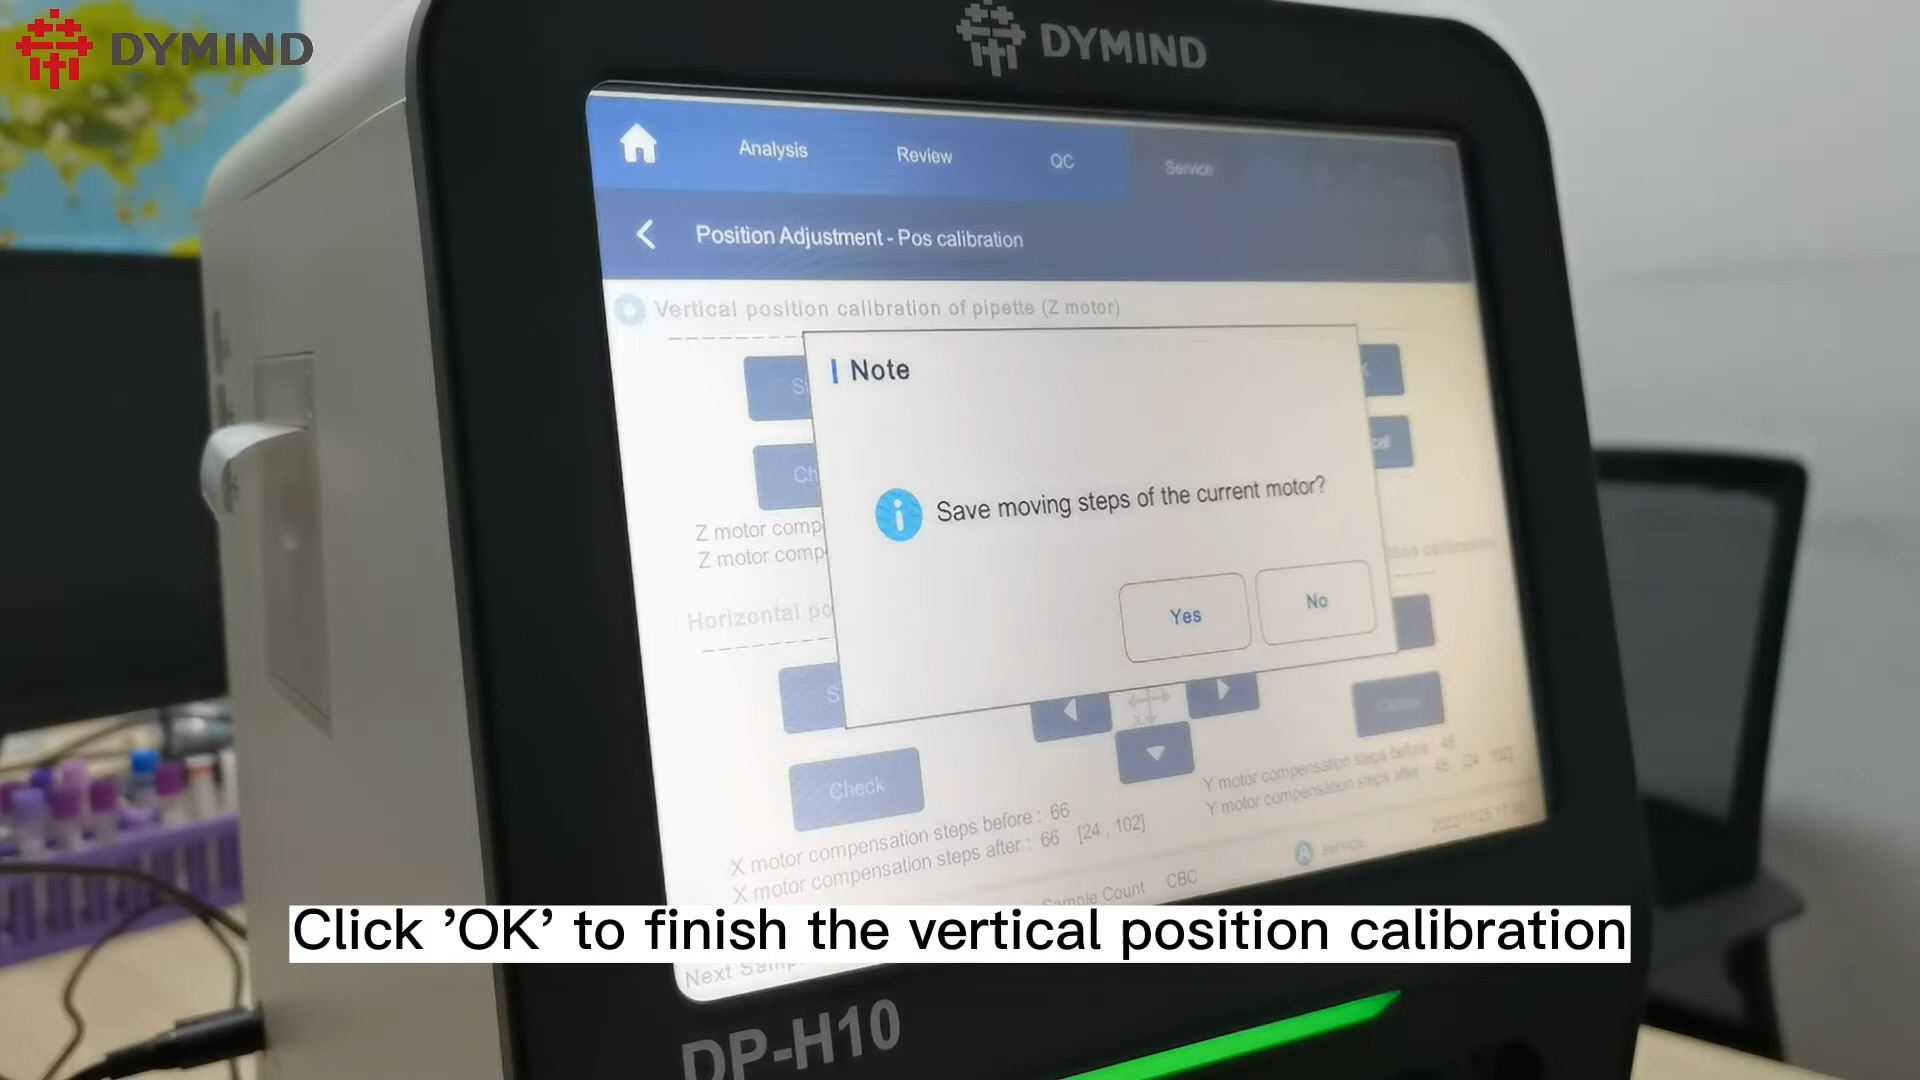 DYMIND
DYMIND
Analysis
Review
QC
Service
Position Adjustment - Pos calibration
Vertical position calibration of pipette (Z motor)
Note
Save moving steps of the current motor?
Z motor comp
Z motor comp
Yes
No
Horizontal po
Check
X motor compensation steps before : 66
X motor compensation steps after : 66 [24 , 102]
Y motor compensation steps before : 48
Y motor compensation steps after : 48 [24 , 102]
service
Sample Count
CBC
Click 'OK' to finish the vertical position calibration
Next
DP-H10